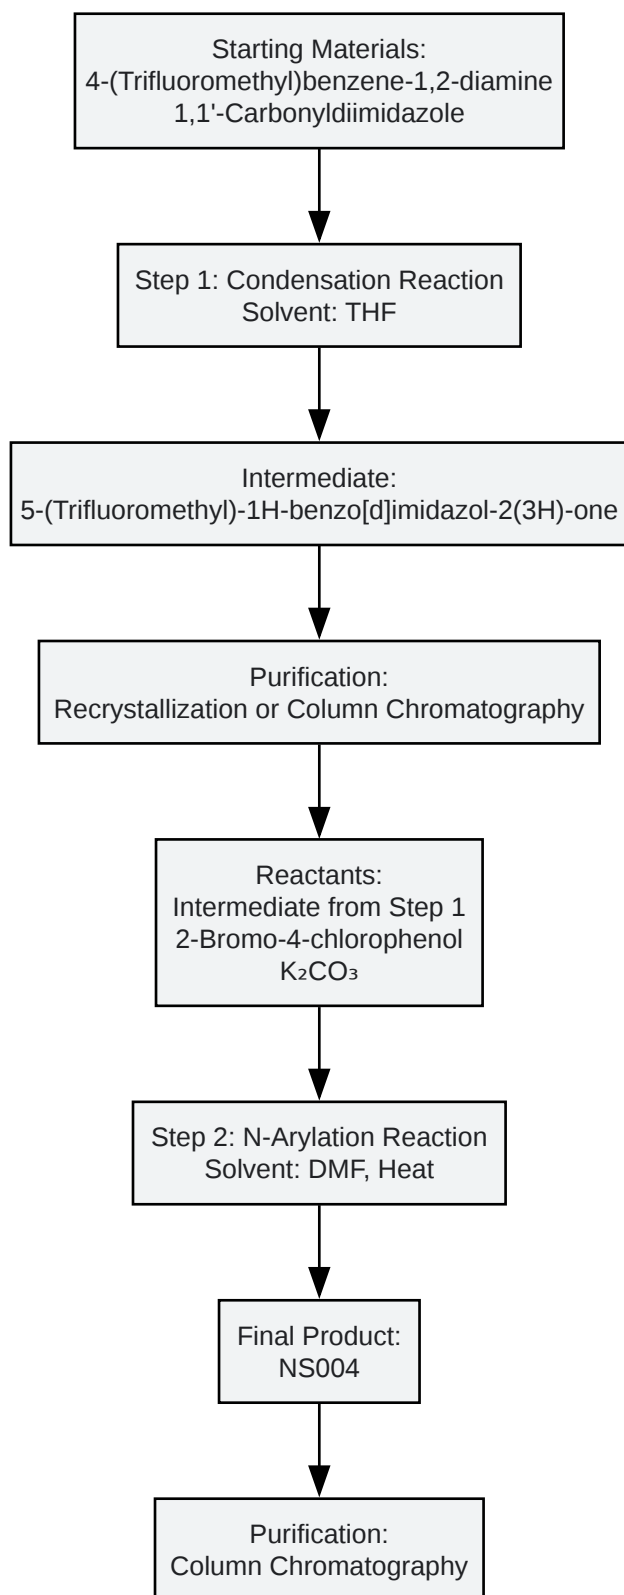 Starting Materials:
4-(Trifluoromethyl)benzene-1,2-diamine
1,1'-Carbonyldiimidazole
Step 1: Condensation Reaction
Solvent: THF
Intermediate:
5-(Trifluoromethyl)-1H-benzo[d]imidazol-2(3H)-one
Purification:
Recrystallization or Column Chromatography
Reactants:
Intermediate from Step 1
2-Bromo-4-chlorophenol
K₂CO₃
Step 2: N-Arylation Reaction
Solvent: DMF, Heat
Final Product:
NS004
Purification:
Column Chromatography